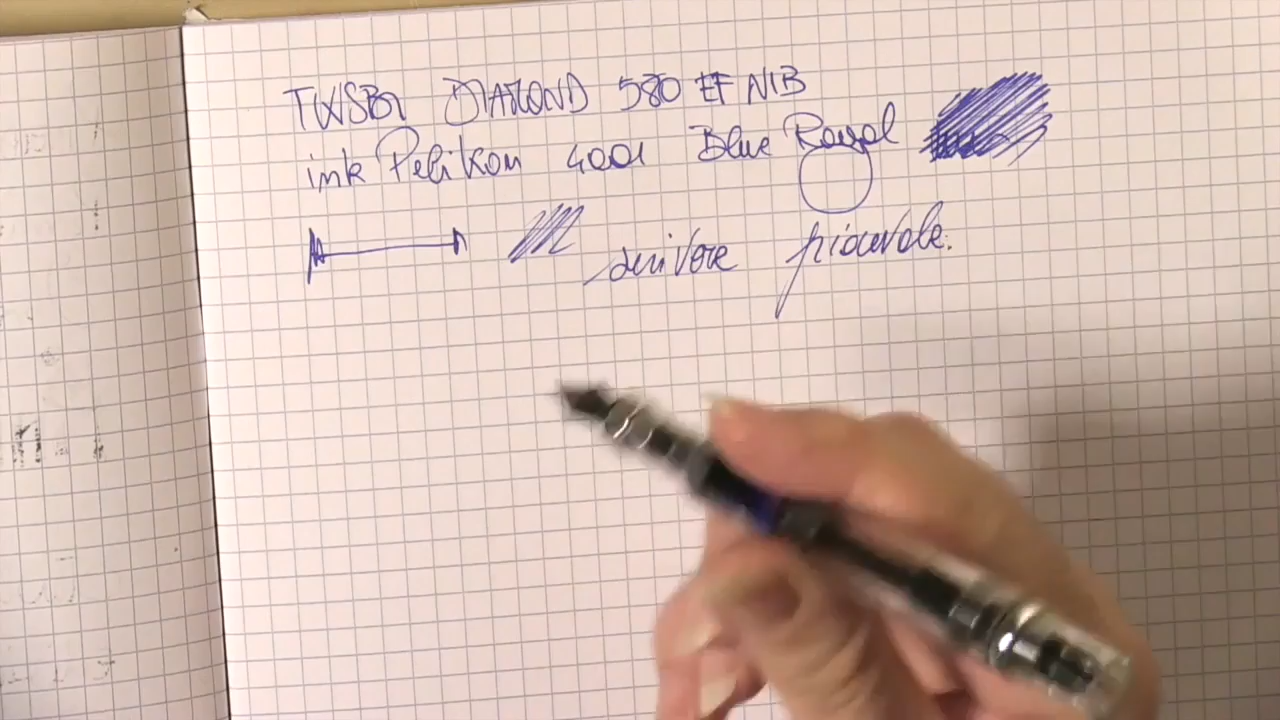 TWSBI DIAMOND 580 EF NIB
ink Pelikan 4001 Blue Royal
scrivere piacevole.